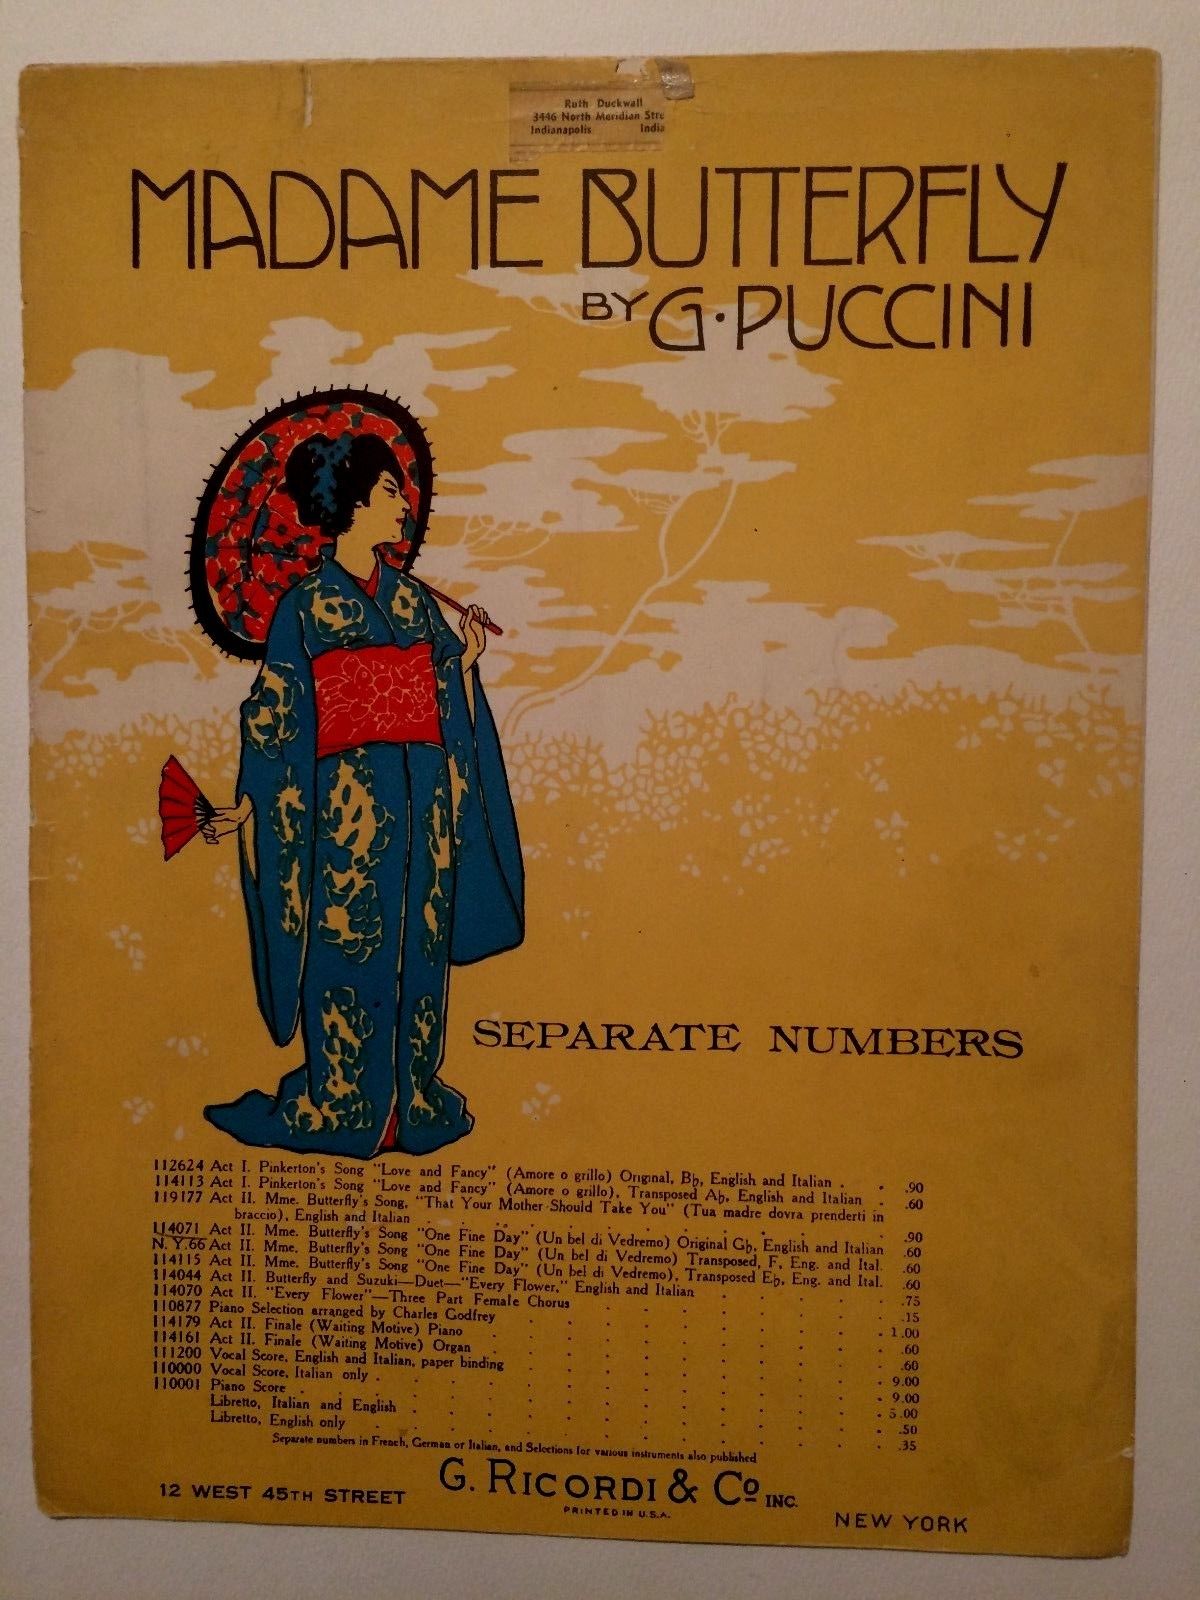 Ruth Duckwall
3446 North Meridian Stre
Indianapolis India
MADAME BUTTERFLY
BY G. PUCCINI
SEPARATE NUMBERS
112624 Act I. Pinkerton's Song "Love and Fancy" (Amore o grillo) Original, B♭, English and Italian . . .90
114113 Act I. Pinkerton's Song "Love and Fancy" (Amore o grillo), Transposed A♭, English and Italian . .60
119177 Act II. Mme. Butterfly's Song, "That Your Mother Should Take You" (Tua madre dovra prenderti in
braccio), English and Italian . . . . . . . . . . .90
114071 Act II. Mme. Butterfly's Song "One Fine Day" (Un bel di Vedremo) Original G♭, English and Italian .60
N. Y. 66 Act II. Mme. Butterfly's Song "One Fine Day" (Un bel di Vedremo) Transposed, F, Eng. and Ital. .60
114115 Act II. Mme. Butterfly's Song "One Fine Day" (Un bel di Vedremo), Transposed E♭, Eng. and Ital. .60
114044 Act II. Butterfly and Suzuki—Duet—"Every Flower," English and Italian . . . . . .75
114070 Act II. "Every Flower"—Three Part Female Chorus . . . . . . . . .15
110877 Piano Selection arranged by Charles Godfrey . . . . . . . . . . 1.00
114179 Act II. Finale (Waiting Motive) Piano . . . . . . . . . . . .60
114161 Act II. Finale (Waiting Motive) Organ . . . . . . . . . . . .60
111200 Vocal Score, English and Italian, paper binding . . . . . . . . . . 9.00
110000 Vocal Score, Italian only . . . . . . . . . . . . . . 9.00
110001 Piano Score . . . . . . . . . . . . . . . . 5.00
Libretto, Italian and English . . . . . . . . . . . . . .50
Libretto, English only . . . . . . . . . . . . . . .35
Separate numbers in French, German or Italian, and Selections for various instruments also published
G. RICORDI & CO. INC.
12 WEST 45TH STREET
PRINTED IN U.S.A.
NEW YORK